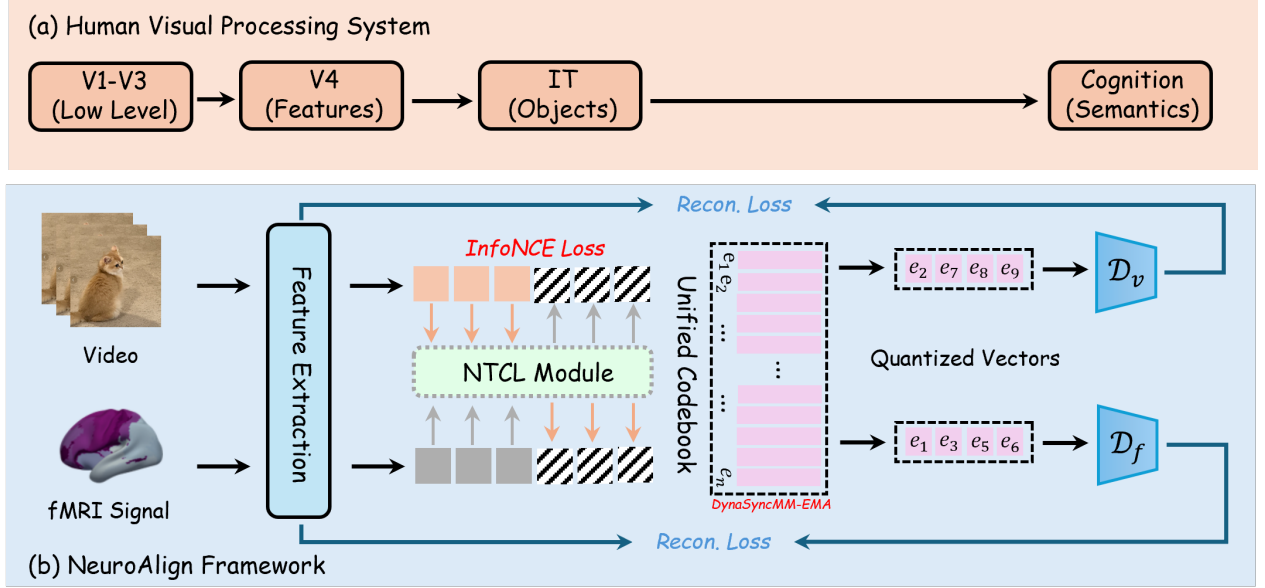 (a) Human Visual Processing System
V1-V3
(Low Level)
V4
(Features)
IT
(Objects)
Cognition
(Semantics)
Recon. Loss
Video
fMRI Signal
Feature Extraction
InfoNCE Loss
NTCL Module
Unified Codebook
e₁ e₂
...
...
...
eₙ
DynaSyncMM-EMA
e₂ e₇ e₈ e₉
𝒟ᵥ
Quantized Vectors
e₁ e₃ e₅ e₆
𝒟_f
Recon. Loss
(b) NeuroAlign Framework